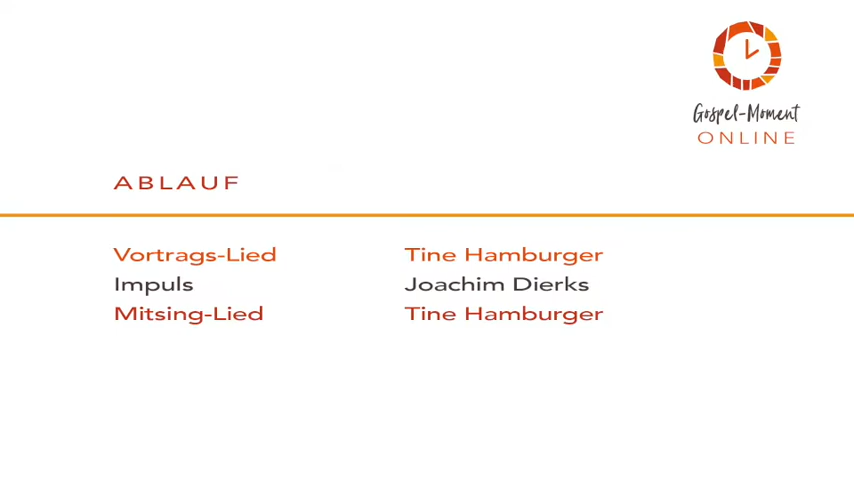 Gospel-Moment
ONLINE
ABLAUF
Vortrags-Lied Tine Hamburger
Impuls Joachim Dierks
Mitsing-Lied Tine Hamburger